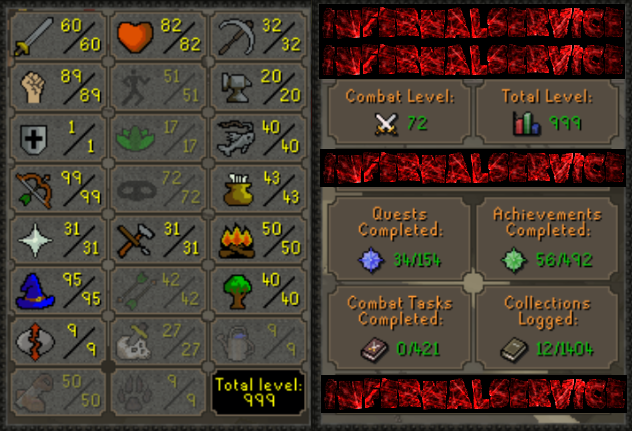 60/60
82/82
32/32
89/89
51/51
20/20
1/1
17/17
40/40
99/99
72/72
43/43
31/31
31/31
50/50
95/95
42/42
40/40
9/9
27/27
9/9
50/50
9/9
Total level:
999
INFERNALSERVICE
INFERNALSERVICE
Combat Level:
72
Total Level:
999
INFERNALSERVICE
Quests
Completed:
34/154
Achievements
Completed:
56/492
Combat Tasks
Completed:
0/421
Collections
Logged:
12/1404
INFERNALSERVICE